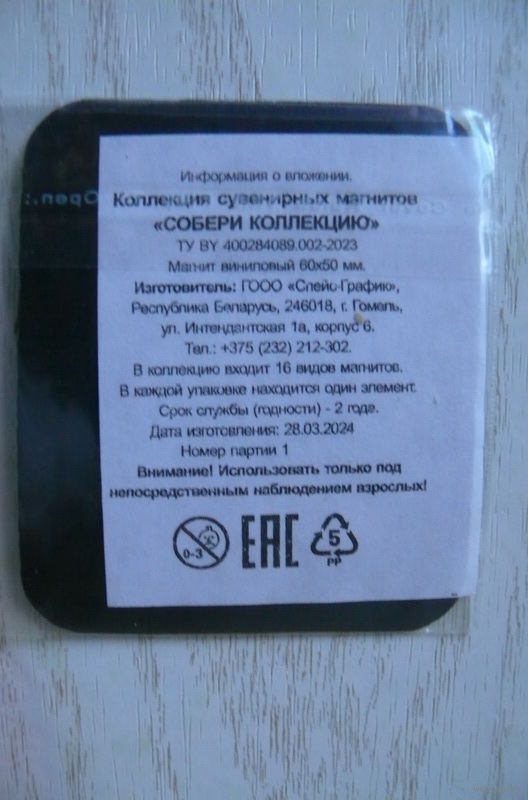 Информация о вложении.
Коллекция сувенирных магнитов
«СОБЕРИ КОЛЛЕКЦИЮ»
ТУ BY 400284089.002-2023
Магнит виниловый 60х50 мм.
Изготовитель: ГООО «Спейс-Графикс»,
Республика Беларусь, 246018, г. Гомель,
ул. Интендантская 1а, корпус 6.
Тел.: +375 (232) 212-302.
В коллекцию входит 16 видов магнитов.
В каждой упаковке находится один элемент.
Срок службы (годности) - 2 года.
Дата изготовления: 28.03.2024
Номер партии 1
Внимание! Использовать только под
непосредственным наблюдением взрослых!
0-3 EAC 5
PP
Open.: